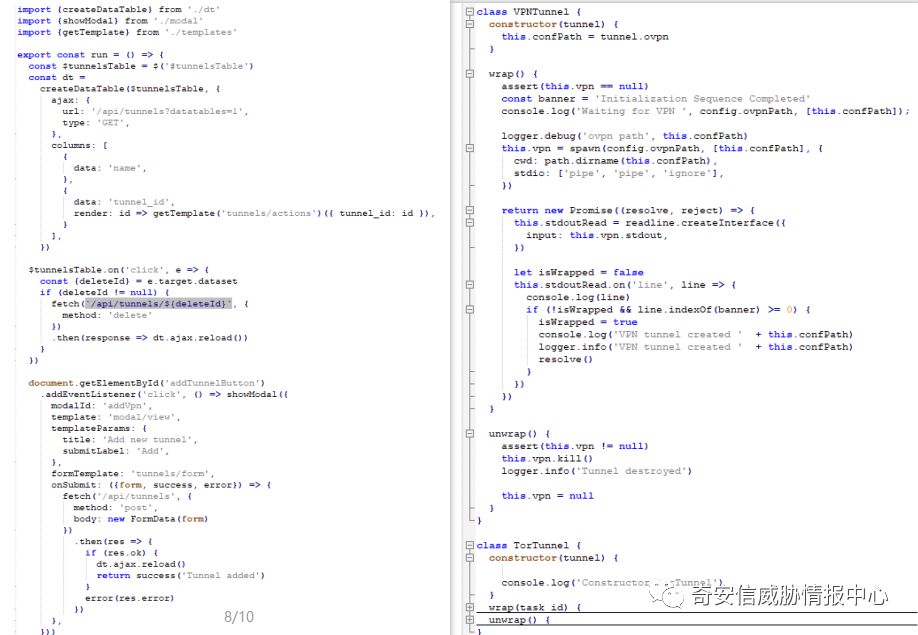 import {createDataTable} from './dt'
import {showModal} from './modal'
import {getTemplate} from './templates'
export const run = () => {
const $tunnelsTable = $('#tunnelsTable')
const dt =
createDataTable($tunnelsTable, {
ajax: {
url: '/api/tunnels?datatables=1',
type: 'GET',
},
columns: [
{
data: 'name',
},
{
data: 'tunnel_id',
render: id => getTemplate('tunnels/actions')({ tunnel_id: id }),
}
],
})
$tunnelsTable.on('click', e => {
const {deleteId} = e.target.dataset
if (deleteId != null) {
fetch(`/api/tunnels/${deleteId}`, {
method: 'delete'
})
.then(response => dt.ajax.reload())
}
})
document.getElementById('addTunnelButton')
.addEventListener('click', () => showModal({
modalId: 'addVpn',
template: 'modal/view',
templateParams: {
title: 'Add new tunnel',
submitLabel: 'Add',
},
formTemplate: 'tunnels/form',
onSubmit: ({form, success, error}) => {
fetch('/api/tunnels', {
method: 'post',
body: new FormData(form)
})
.then(res => {
if (res.ok) {
dt.ajax.reload()
return success('Tunnel added')
}
error(res.error)
})
},
}))
8/10
class VPNTunnel {
constructor(tunnel) {
this.confPath = tunnel.ovpn
}
wrap() {
assert(this.vpn == null)
const banner = 'Initialization Sequence Completed'
console.log('Waiting for VPN ', config.ovpnPath, [this.confPath]);
logger.debug('ovpn path', this.confPath)
this.vpn = spawn(config.ovpnPath, [this.confPath], {
cwd: path.dirname(this.confPath),
stdio: ['pipe', 'pipe', 'ignore'],
})
return new Promise((resolve, reject) => {
this.stdoutRead = readline.createInterface({
input: this.vpn.stdout,
})
let isWrapped = false
this.stdoutRead.on('line', line => {
console.log(line)
if (!isWrapped && line.indexOf(banner) >= 0) {
isWrapped = true
console.log('VPN tunnel created ' + this.confPath)
logger.info('VPN tunnel created ' + this.confPath)
resolve()
}
})
})
}
unwrap() {
assert(this.vpn != null)
this.vpn.kill()
logger.info('Tunnel destroyed')
this.vpn = null
}
}
class TorTunnel {
constructor(tunnel) {
console.log('Constructor Tunnel')
}
wrap(task id) {
unwrap() {
}
奇安信威胁情报中心